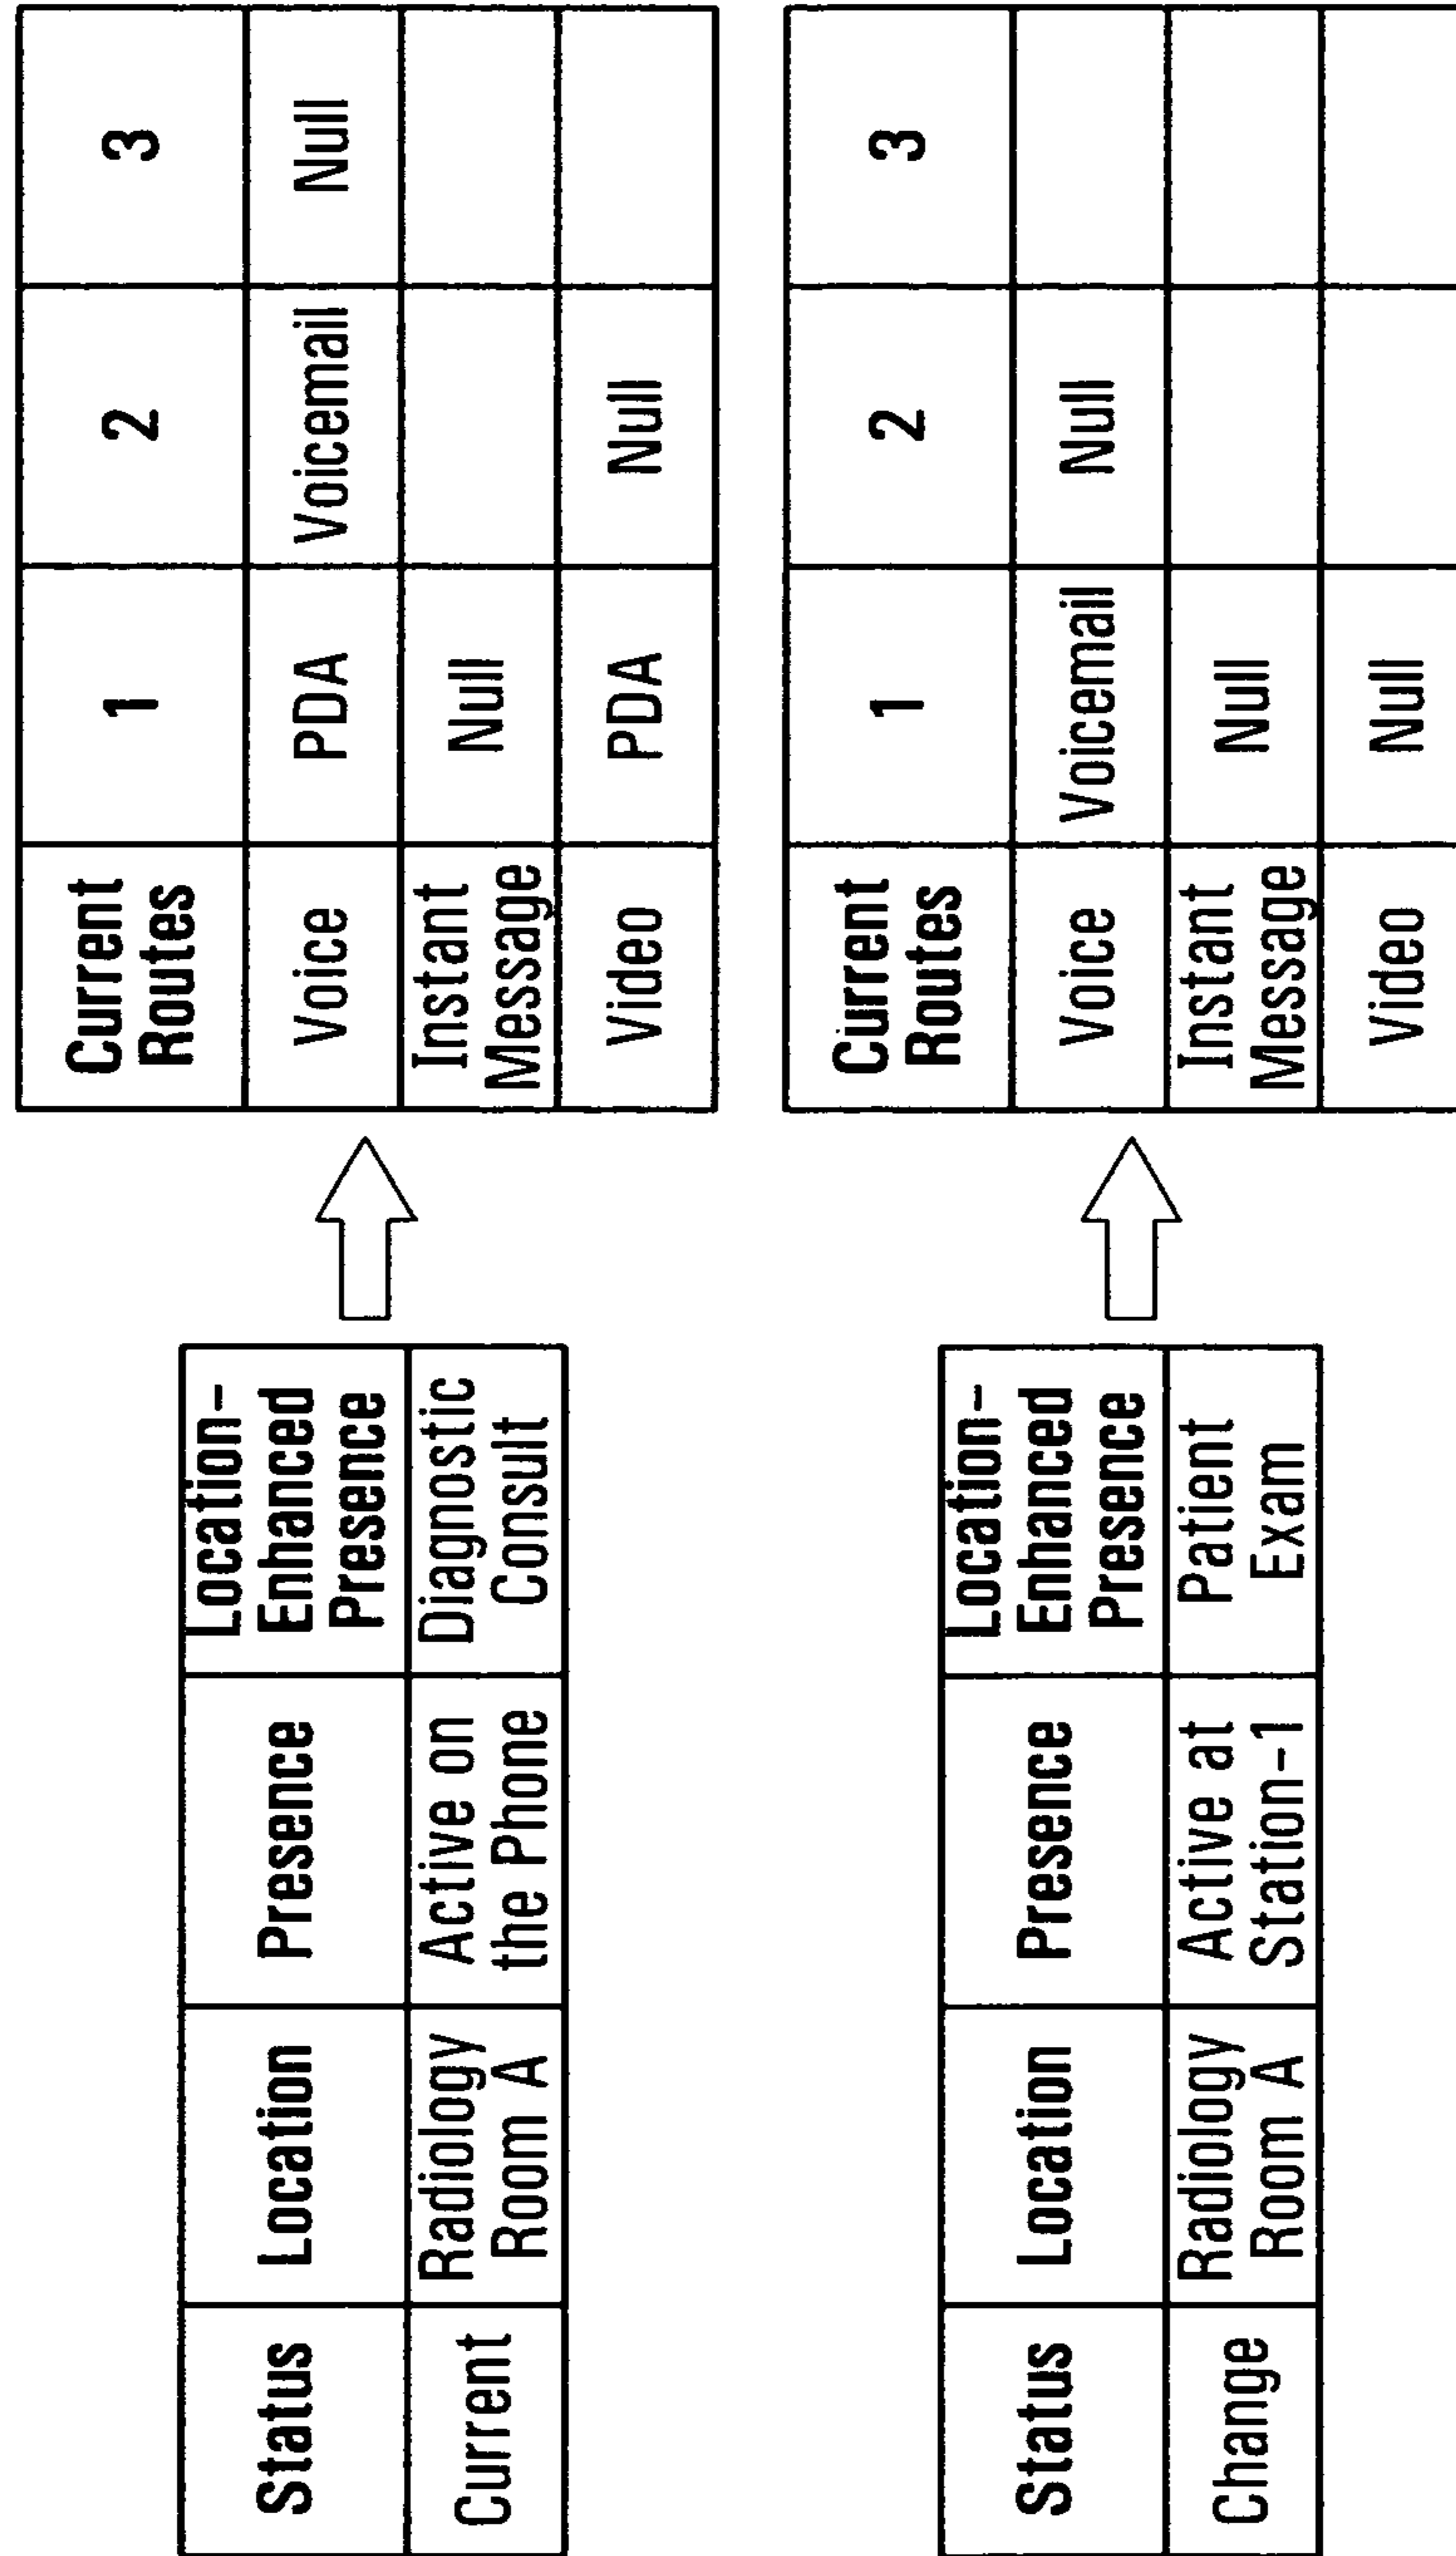 Status
Location
Presence
Location-
Enhanced
Presence
Current
Radiology
Room A
Active on
the Phone
Diagnostic
Consult
Current
Routes
1
2
3
Voice
PDA
Voicemail
Null
Instant
Message
Null
Video
PDA
Null
Status
Location
Presence
Location-
Enhanced
Presence
Change
Radiology
Room A
Active at
Station-1
Patient
Exam
Current
Routes
1
2
3
Voice
Voicemail
Null
Instant
Message
Null
Video
Null